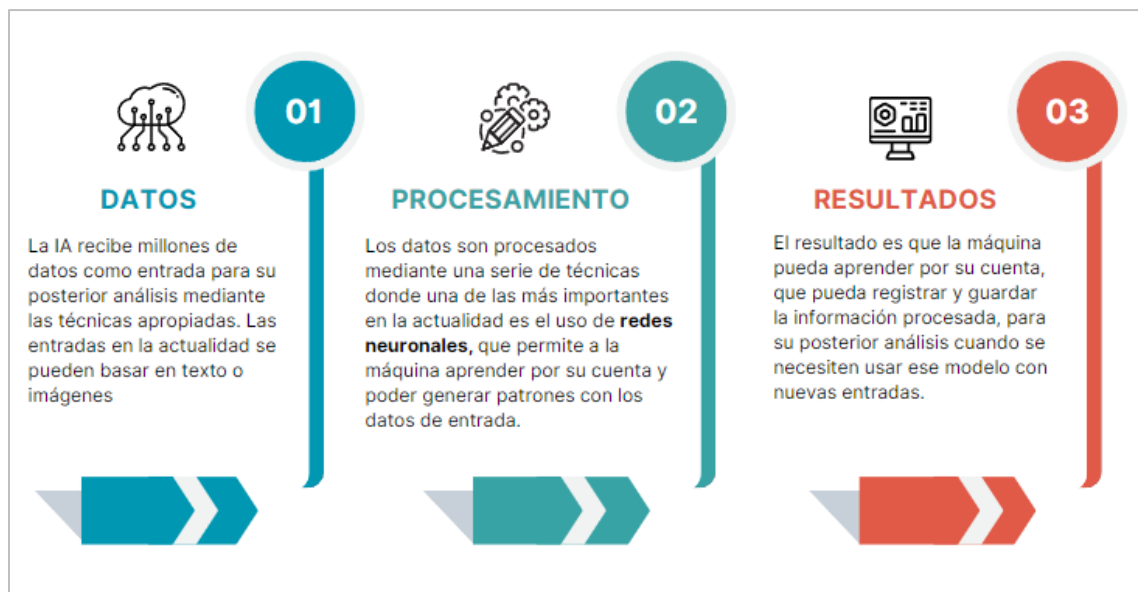 01
DATOS
La IA recibe millones de
datos como entrada para su
posterior análisis mediante
las técnicas apropiadas. Las
entradas en la actualidad se
pueden basar en texto o
imágenes
02
PROCESAMIENTO
Los datos son procesados
mediante una serie de técnicas
donde una de las más importantes
en la actualidad es el uso de redes
neuronales, que permite a la
máquina aprender por su cuenta y
poder generar patrones con los
datos de entrada.
03
RESULTADOS
El resultado es que la máquina
pueda aprender por su cuenta,
que pueda registrar y guardar
la información procesada, para
su posterior análisis cuando se
necesiten usar ese modelo con
nuevas entradas.